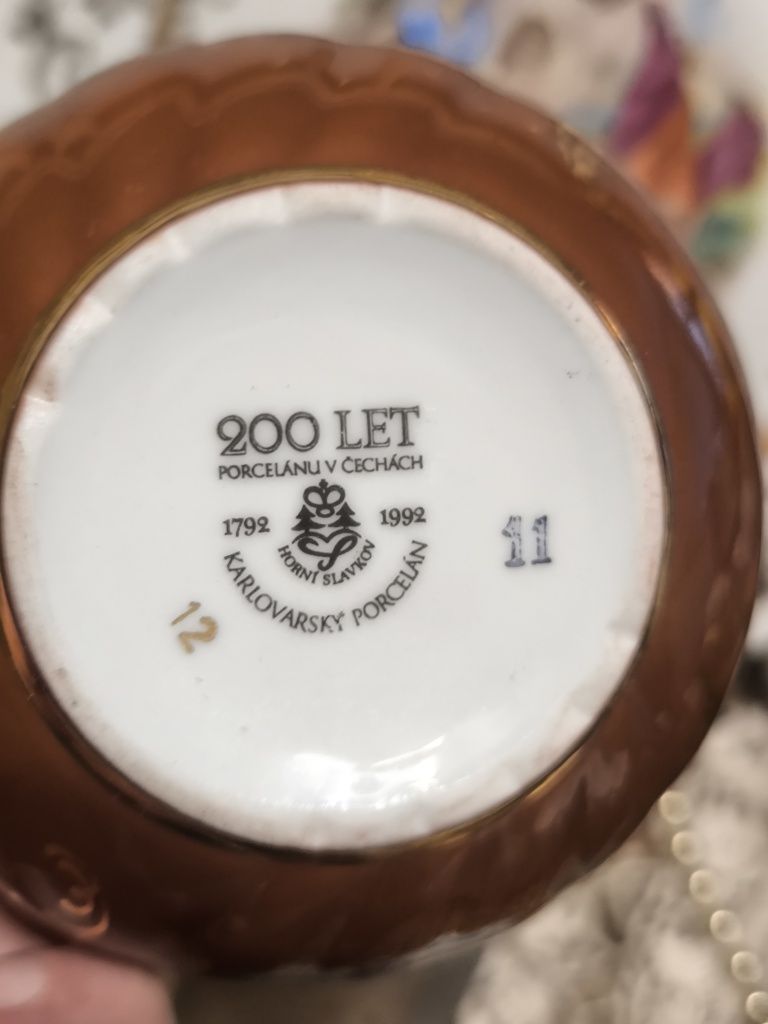 200 LET
PORCELÁNU V ČECHÁCH
1792 1992
HORNÍ SLAVKOV
KARLOVARSKÝ PORCELÁN
11
12